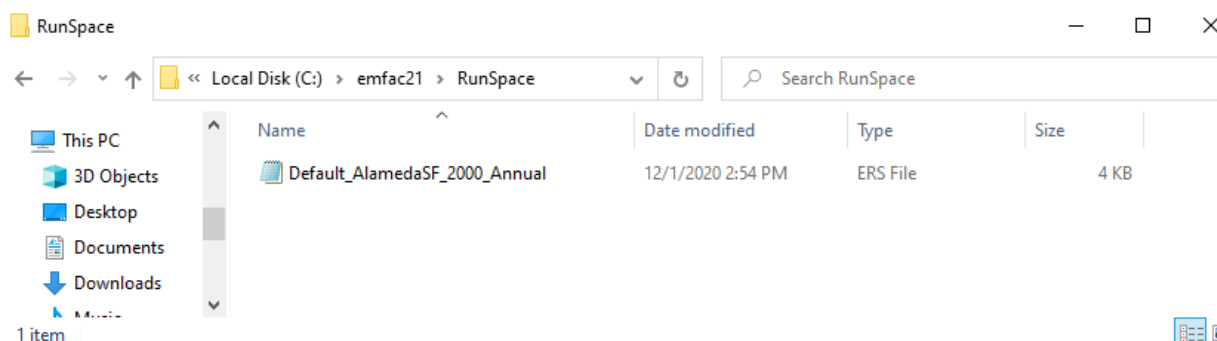 RunSpace
« Local Disk (C:) › emfac21 › RunSpace Search RunSpace
This PC
3D Objects
Desktop
Documents
Downloads
Music
Name Date modified Type Size
Default_AlamedaSF_2000_Annual 12/1/2020 2:54 PM ERS File 4 KB
1 item